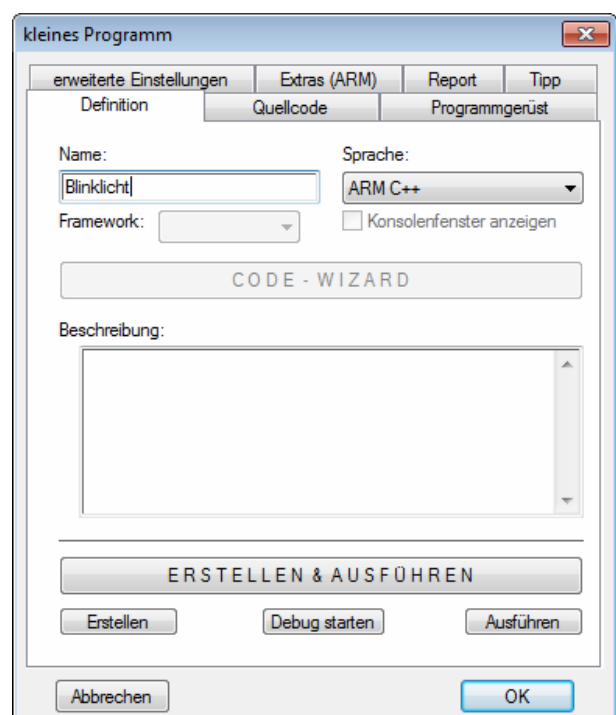 kleines Programm
erweiterte Einstellungen Extras (ARM) Report Tipp
Definition Quellcode Programmgerüst
Name: Sprache:
Blinklicht ARM C++
Framework: Konsolenfenster anzeigen
CODE - WIZARD
Beschreibung:
ERSTELLEN & AUSFÜHREN
Erstellen Debug starten Ausführen
Abbrechen OK